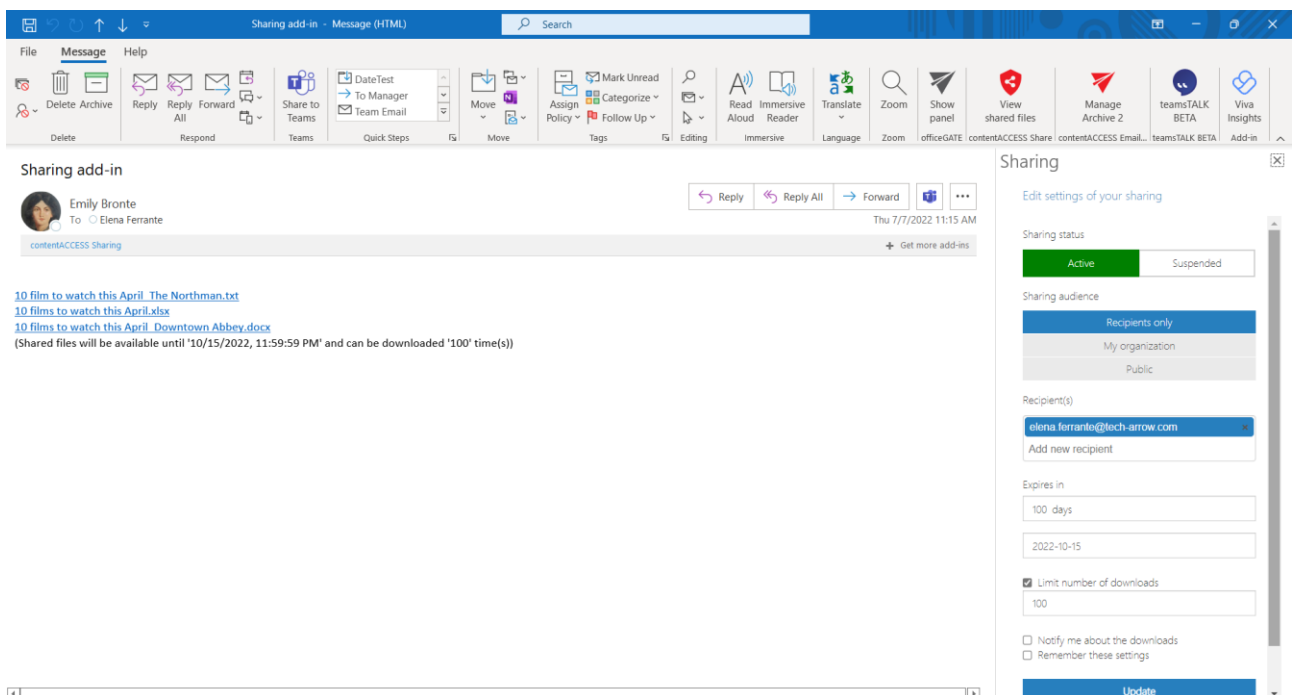 Sharing add-in - Message (HTML)
Search
File Message Help
Delete Archive
Reply Reply All Forward
Share to Teams
DateTest
To Manager
Team Email
Move
Assign Policy
Mark Unread
Categorize
Follow Up
Read Aloud
Immersive Reader
Translate
Zoom
Show panel
View shared files
Manage Archive 2
teamsTALK BETA
Viva Insights
Delete Respond Teams Quick Steps Move Tags Editing Immersive Language Zoom officeGATE contentACCESS Share contentACCESS Email... teamsTALK BETA Add-in
Sharing add-in
Emily Bronte
To Elena Ferrante
Reply Reply All Forward
Thu 7/7/2022 11:15 AM
contentACCESS Sharing
+ Get more add-ins
10 film to watch this April_The Northman.txt
10 films to watch this April.xlsx
10 films to watch this April_Downtown Abbey.docx
(Shared files will be available until '10/15/2022, 11:59:59 PM' and can be downloaded '100' time(s))
Sharing
Edit settings of your sharing
Sharing status
Active Suspended
Sharing audience
Recipients only
My organization
Public
Recipient(s)
elena.ferrante@tech-arrow.com ×
Add new recipient
Expires in
100 days
2022-10-15
Limit number of downloads
100
Notify me about the downloads
Remember these settings
Update